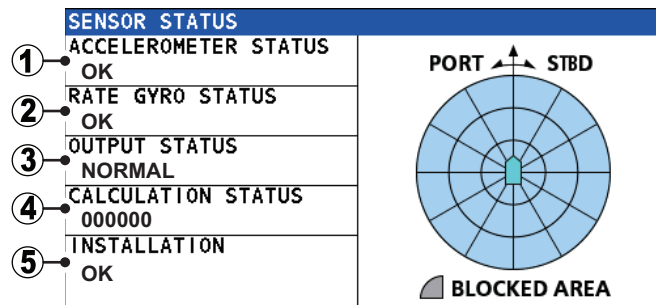 SENSOR STATUS
1 ACCELEROMETER STATUS
OK
2 RATE GYRO STATUS
OK
3 OUTPUT STATUS
NORMAL
4 CALCULATION STATUS
000000
5 INSTALLATION
OK
PORT STBD
BLOCKED AREA